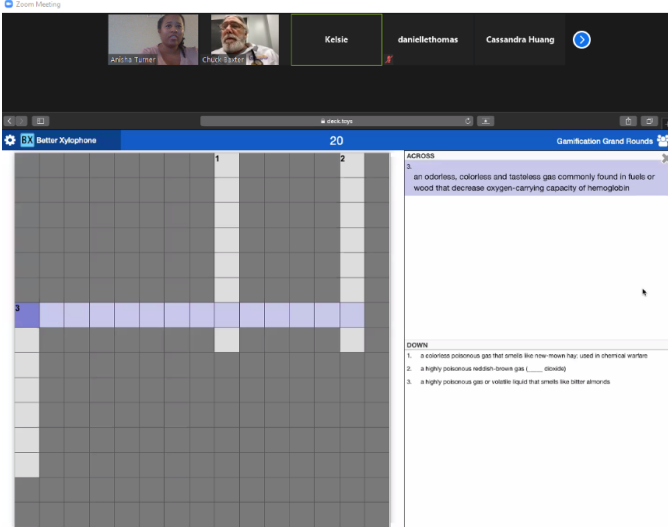 Zoom Meeting
Anisha Turner
Chuck Baxter
Kelsie
daniellethomas
Cassandra Huang
deck.toys
BX Better Xylophone
20
Gamification Grand Rounds
1
2
3
ACROSS
3.
an odorless, colorless and tasteless gas commonly found in fuels or
wood that decrease oxygen-carrying capacity of hemoglobin
DOWN
1. a colorless poisonous gas that smells like new-mown hay; used in chemical warfare
2. a highly poisonous reddish-brown gas (____ dioxide)
3. a highly poisonous gas or volatile liquid that smells like bitter almonds